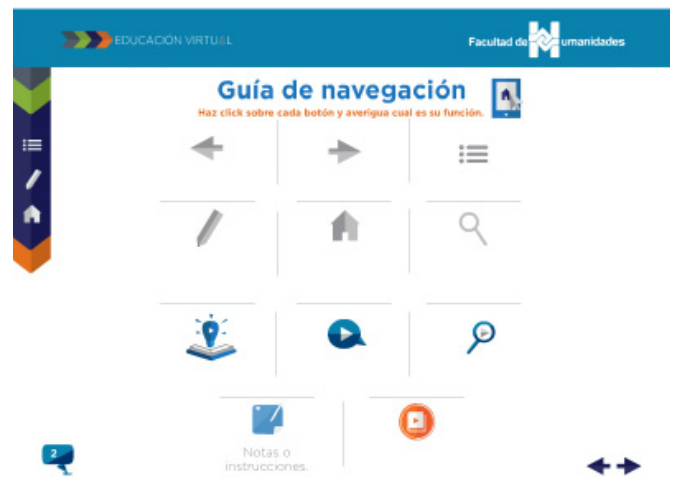 EDUCACIÓN VIRTUAL
Facultad de Humanidades
Guía de navegación
Haz click sobre cada botón y averigua cual es su función.
2
Notas o
instrucciones.